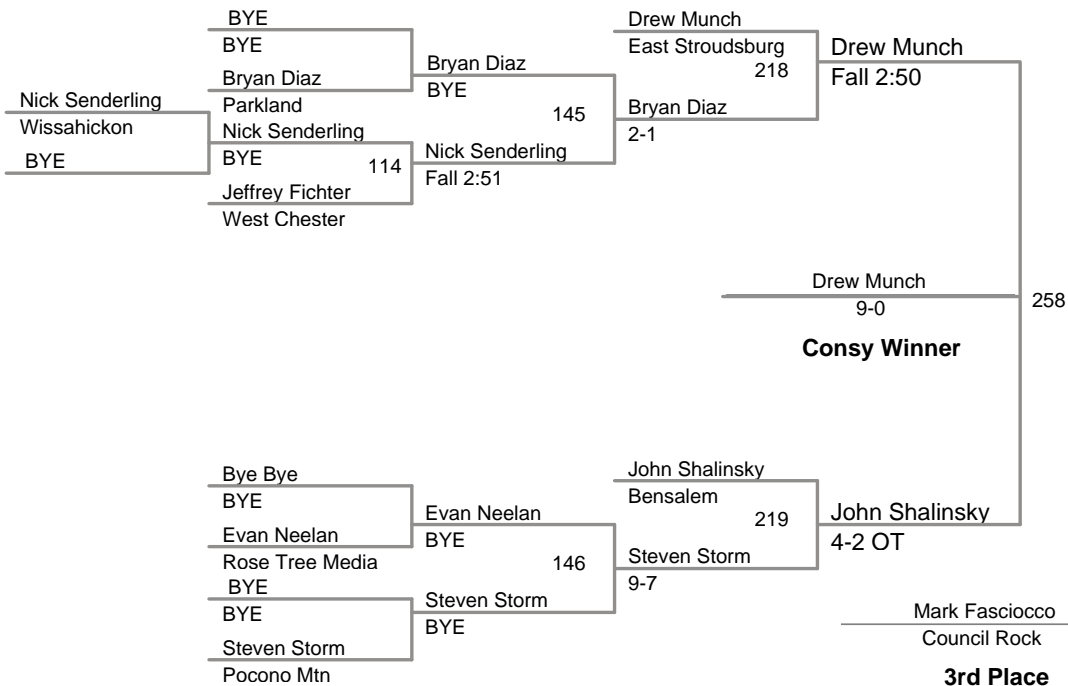 BYE
BYE
Bryan Diaz
Parkland
Nick Senderling
Wissahickon
BYE
Nick Senderling
BYE
114
Jeffrey Fichter
West Chester
Bryan Diaz
BYE
145
Nick Senderling
Fall 2:51
Drew Munch
East Stroudsburg
218
Bryan Diaz
2-1
Drew Munch
Fall 2:50
Drew Munch
9-0
258
Consy Winner
Bye Bye
BYE
Evan Neelan
Rose Tree Media
BYE
BYE
Steven Storm
Pocono Mtn
Evan Neelan
BYE
146
Steven Storm
BYE
John Shalinsky
Bensalem
219
Steven Storm
9-7
John Shalinsky
4-2 OT
Mark Fasciocco
Council Rock
3rd Place